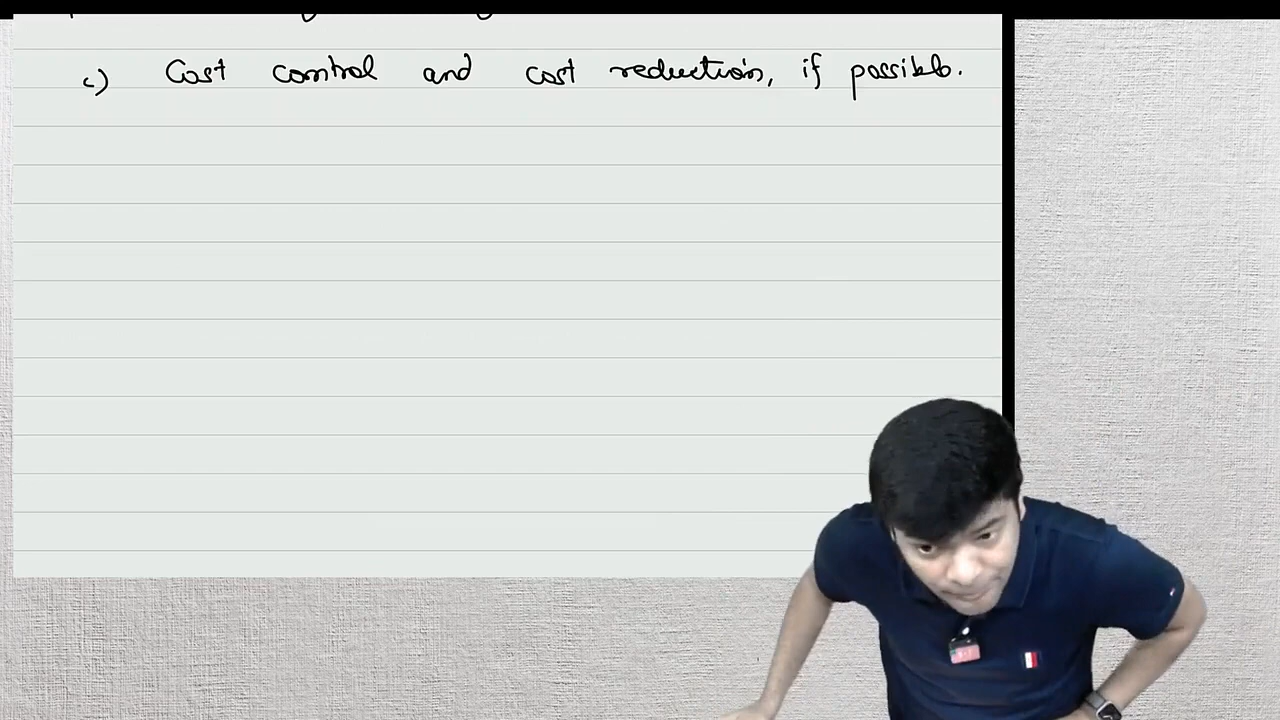 c) Cost control and cost reduction, if possible.